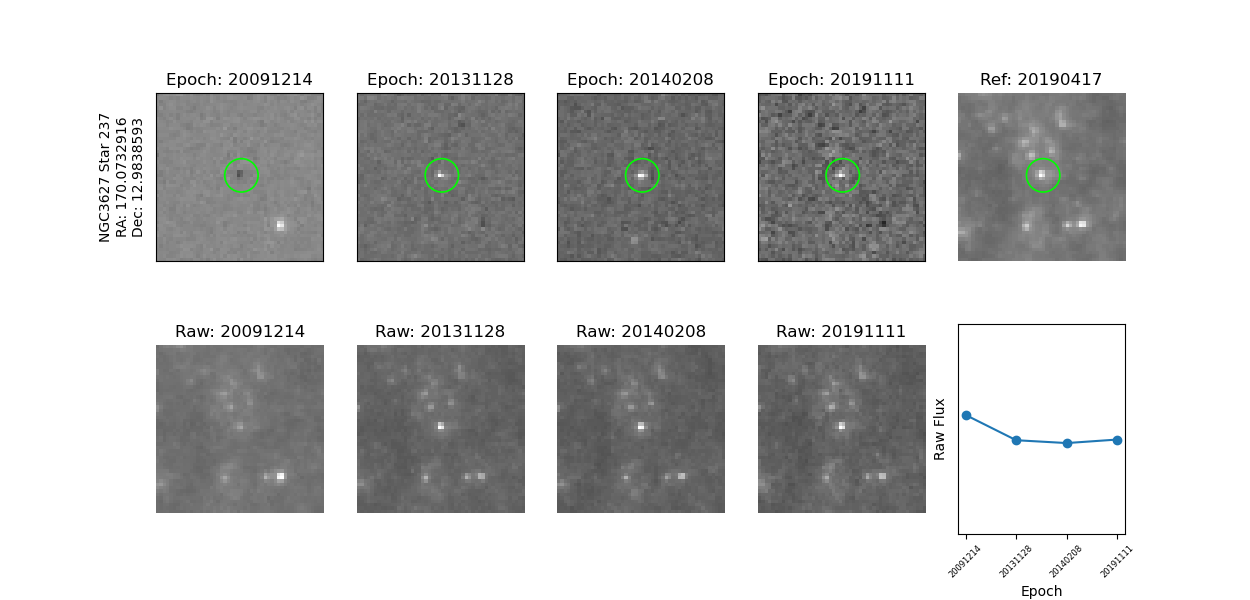 NGC3627 Star 237
RA: 170.0732916
Dec: 12.9838593
Epoch: 20091214
Epoch: 20131128
Epoch: 20140208
Epoch: 20191111
Ref: 20190417
Raw: 20091214
Raw: 20131128
Raw: 20140208
Raw: 20191111
Raw Flux
20091214
20131128
20140208
20191111
Epoch